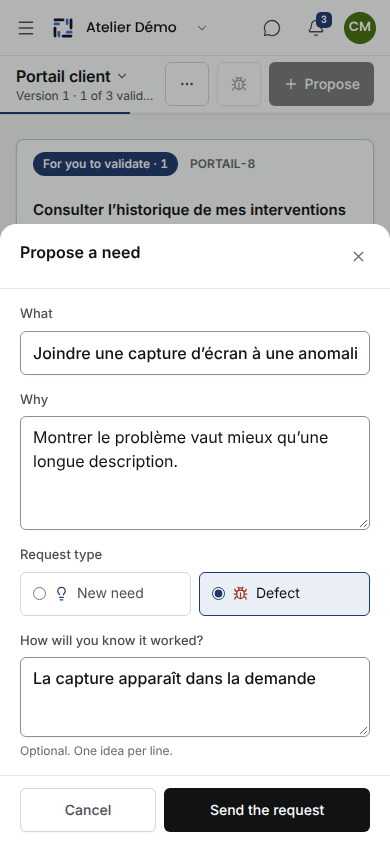 Atelier Démo
3
CM
Portail client
Version 1 · 1 of 3 valid...
Propose
For you to validate · 1
PORTAIL-8
Consulter l’historique de mes interventions
Propose a need
What
Joindre une capture d’écran à une anomali
Why
Montrer le problème vaut mieux qu’une
longue description.
Request type
New need
Defect
How will you know it worked?
La capture apparaît dans la demande
Optional. One idea per line.
Cancel
Send the request